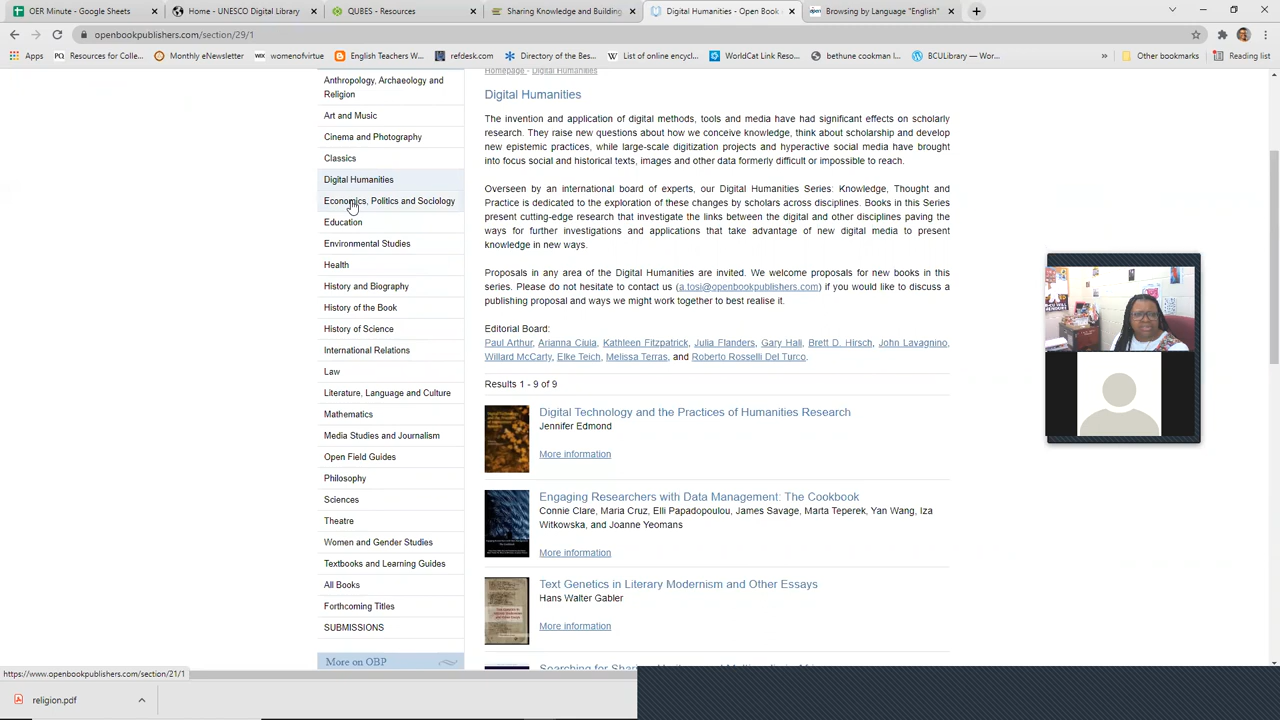 OER Minute - Google Sheets
Home - UNESCO Digital Library
QUBES - Resources
Sharing Knowledge and Building
Digital Humanities - Open Book
Browsing by Language "English"
openbookpublishers.com/section/29/1
Apps
Resources for Colle...
Monthly eNewsletter
WIX womenofvirtue
English Teachers W...
refdesk.com
Directory of the Bes...
List of online encycl...
WorldCat Link Reso...
bethune cookman l...
BCULibrary — Wor...
»
Other bookmarks
Reading list
Anthropology, Archaeology and
Religion
Art and Music
Cinema and Photography
Classics
Digital Humanities
Economics, Politics and Sociology
Education
Environmental Studies
Health
History and Biography
History of the Book
History of Science
International Relations
Law
Literature, Language and Culture
Mathematics
Media Studies and Journalism
Open Field Guides
Philosophy
Sciences
Theatre
Women and Gender Studies
Textbooks and Learning Guides
All Books
Forthcoming Titles
SUBMISSIONS
More on OBP
Homepage - Digital Humanities
Digital Humanities
The invention and application of digital methods, tools and media have had significant effects on scholarly
research. They raise new questions about how we conceive knowledge, think about scholarship and develop
new epistemic practices, while large-scale digitization projects and hyperactive social media have brought
into focus social and historical texts, images and other data formerly difficult or impossible to reach.
Overseen by an international board of experts, our Digital Humanities Series: Knowledge, Thought and
Practice is dedicated to the exploration of these changes by scholars across disciplines. Books in this Series
present cutting-edge research that investigate the links between the digital and other disciplines paving the
ways for further investigations and applications that take advantage of new digital media to present
knowledge in new ways.
Proposals in any area of the Digital Humanities are invited. We welcome proposals for new books in this
series. Please do not hesitate to contact us (a.tosi@openbookpublishers.com) if you would like to discuss a
publishing proposal and ways we might work together to best realise it.
Editorial Board:
Paul Arthur, Arianna Ciula, Kathleen Fitzpatrick, Julia Flanders, Gary Hall, Brett D. Hirsch, John Lavagnino,
Willard McCarty, Elke Teich, Melissa Terras, and Roberto Rosselli Del Turco.
Results 1 - 9 of 9
Digital Technology and the Practices of Humanities Research
Jennifer Edmond
More information
Engaging Researchers with Data Management: The Cookbook
Connie Clare, Maria Cruz, Elli Papadopoulou, James Savage, Marta Teperek, Yan Wang, Iza
Witkowska, and Joanne Yeomans
More information
Text Genetics in Literary Modernism and Other Essays
Hans Walter Gabler
More information
https://www.openbookpublishers.com/section/21/1
religion.pdf